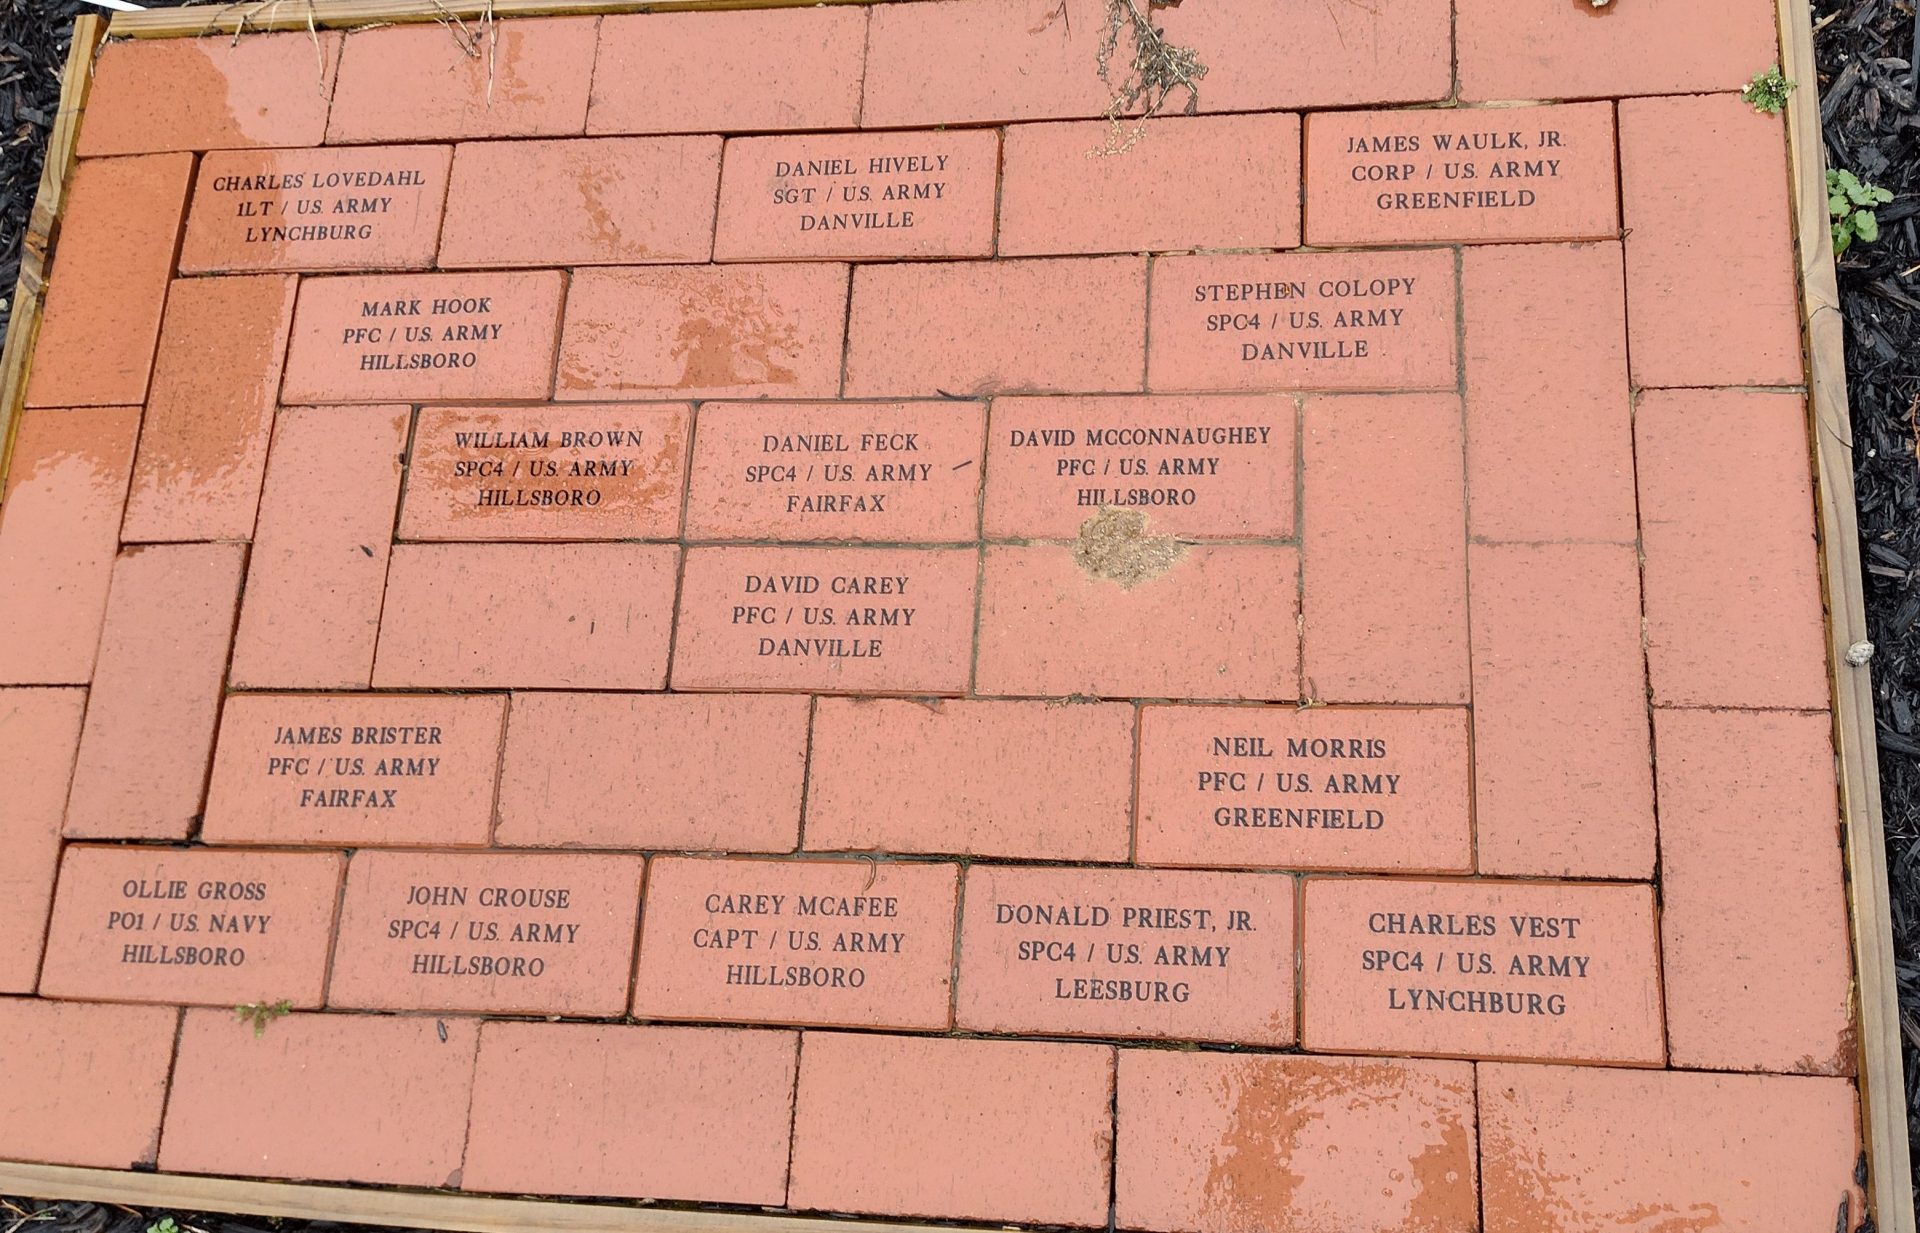 JAMES WAULK, JR.
CORP / U.S. ARMY
GREENFIELD
DANIEL HIVELY
SGT / U.S. ARMY
DANVILLE
CHARLES LOVEDAHL
1LT / U.S. ARMY
LYNCHBURG
MARK HOOK
PFC / U.S. ARMY
HILLSBORO
STEPHEN COLOPY
SPC4 / U.S. ARMY
DANVILLE
WILLIAM BROWN
SPC4 / U.S. ARMY
HILLSBORO
DANIEL FECK
SPC4 / U.S. ARMY
FAIRFAX
DAVID MCCONNAUGHEY
PFC / U.S. ARMY
HILLSBORO
DAVID CAREY
PFC / U.S. ARMY
DANVILLE
JAMES BRISTER
PFC / U.S. ARMY
FAIRFAX
NEIL MORRIS
PFC / U.S. ARMY
GREENFIELD
OLLIE GROSS
PO1 / U.S. NAVY
HILLSBORO
JOHN CROUSE
SPC4 / U.S. ARMY
HILLSBORO
CAREY MCAFEE
CAPT / U.S. ARMY
HILLSBORO
DONALD PRIEST, JR.
SPC4 / U.S. ARMY
LEESBURG
CHARLES VEST
SPC4 / U.S. ARMY
LYNCHBURG